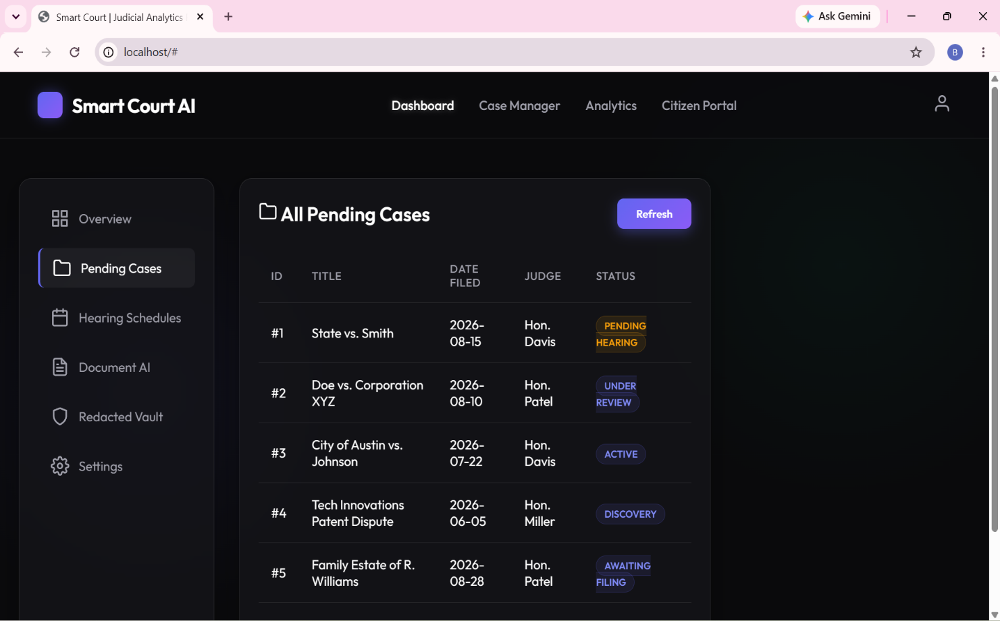 Smart Court | Judicial Analytics
Ask Gemini
localhost/#
B
Smart Court AI
Dashboard
Case Manager
Analytics
Citizen Portal
Overview
Pending Cases
Hearing Schedules
Document AI
Redacted Vault
Settings
All Pending Cases
Refresh
ID
TITLE
DATE
FILED
JUDGE
STATUS
#1
State vs. Smith
2026-
08-15
Hon.
Davis
PENDING
HEARING
#2
Doe vs. Corporation
XYZ
2026-
08-10
Hon.
Patel
UNDER
REVIEW
#3
City of Austin vs.
Johnson
2026-
07-22
Hon.
Davis
ACTIVE
#4
Tech Innovations
Patent Dispute
2026-
06-05
Hon.
Miller
DISCOVERY
#5
Family Estate of R.
Williams
2026-
08-28
Hon.
Patel
AWAITING
FILING